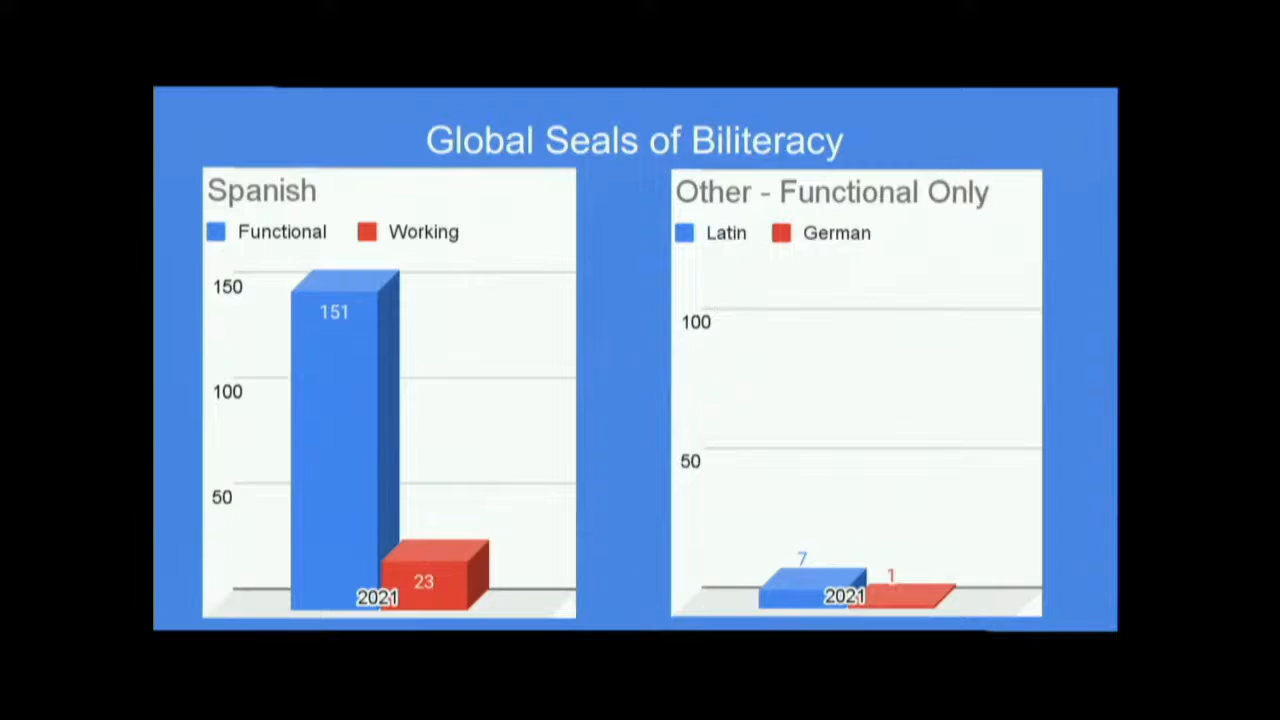 Global Seals of Biliteracy
Spanish
Functional Working
150
151
100
50
23
2021
Other - Functional Only
Latin German
100
50
7
1
2021